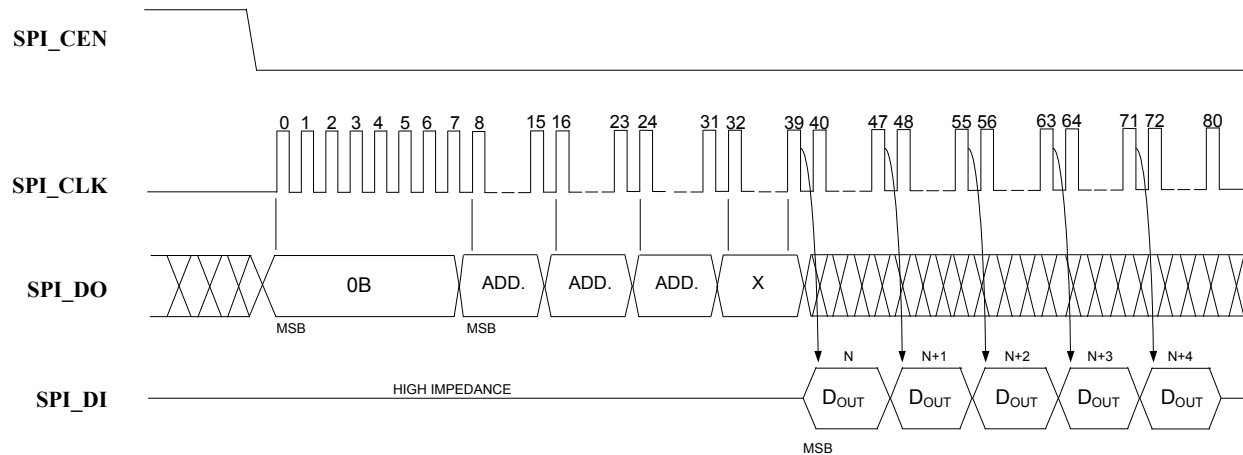 SPI_CEN
0 1 2 3 4 5 6 7 8 15 16 23 24 31 32 39 40 47 48 55 56 63 64 71 72 80
SPI_CLK
SPI_DO
0B ADD. ADD. ADD. X
MSB MSB
N N+1 N+2 N+3 N+4
SPI_DI
HIGH IMPEDANCE
DOUT DOUT DOUT DOUT DOUT
MSB